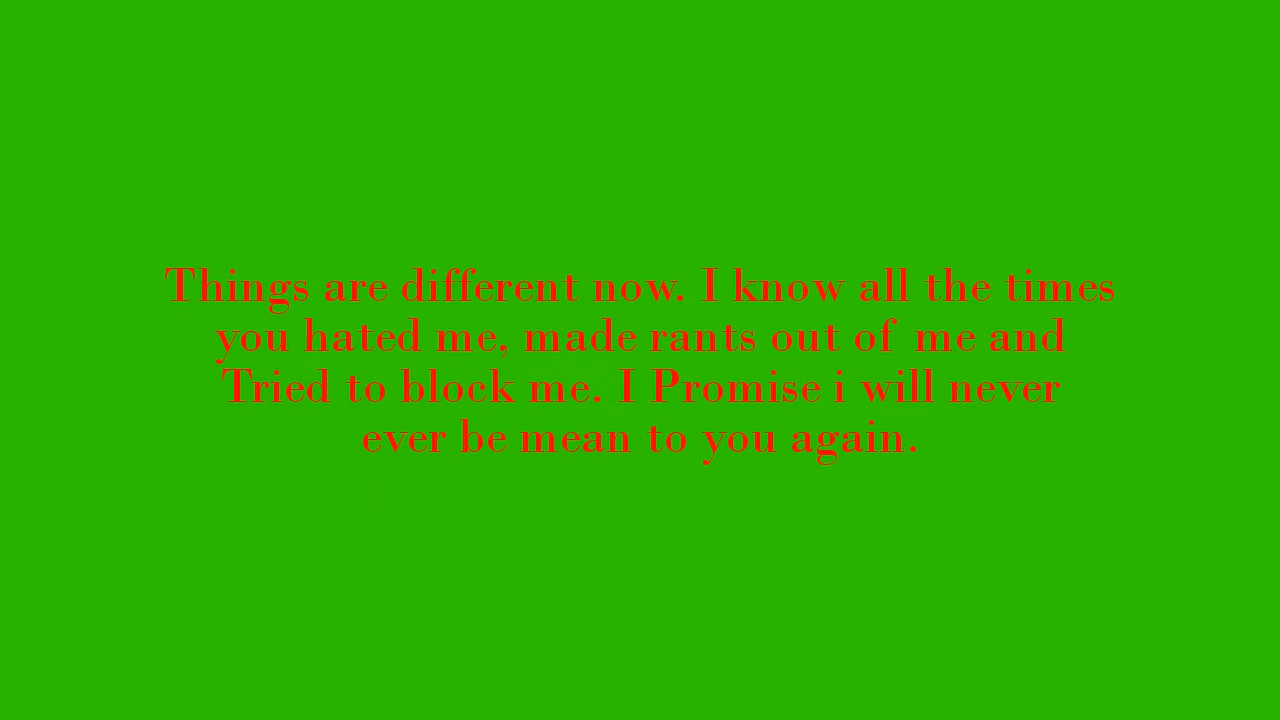 Things are different now. I know all the times
you hated me, made rants out of me and
Tried to block me. I Promise i will never
ever be mean to you again.